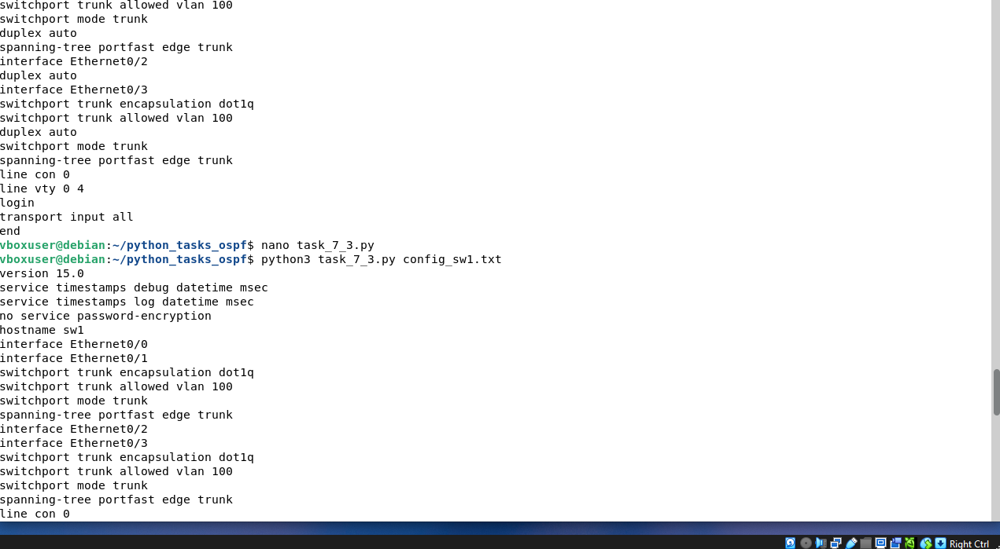 switchport trunk allowed vlan 100
switchport mode trunk
duplex auto
spanning-tree portfast edge trunk
interface Ethernet0/2
duplex auto
interface Ethernet0/3
switchport trunk encapsulation dot1q
switchport trunk allowed vlan 100
duplex auto
switchport mode trunk
spanning-tree portfast edge trunk
line con 0
line vty 0 4
login
transport input all
end
vboxuser@debian:~/python_tasks_ospf$ nano task_7_3.py
vboxuser@debian:~/python_tasks_ospf$ python3 task_7_3.py config_sw1.txt
version 15.0
service timestamps debug datetime msec
service timestamps log datetime msec
no service password-encryption
hostname sw1
interface Ethernet0/0
interface Ethernet0/1
switchport trunk encapsulation dot1q
switchport trunk allowed vlan 100
switchport mode trunk
spanning-tree portfast edge trunk
interface Ethernet0/2
interface Ethernet0/3
switchport trunk encapsulation dot1q
switchport trunk allowed vlan 100
switchport mode trunk
spanning-tree portfast edge trunk
line con 0
Right Ctrl